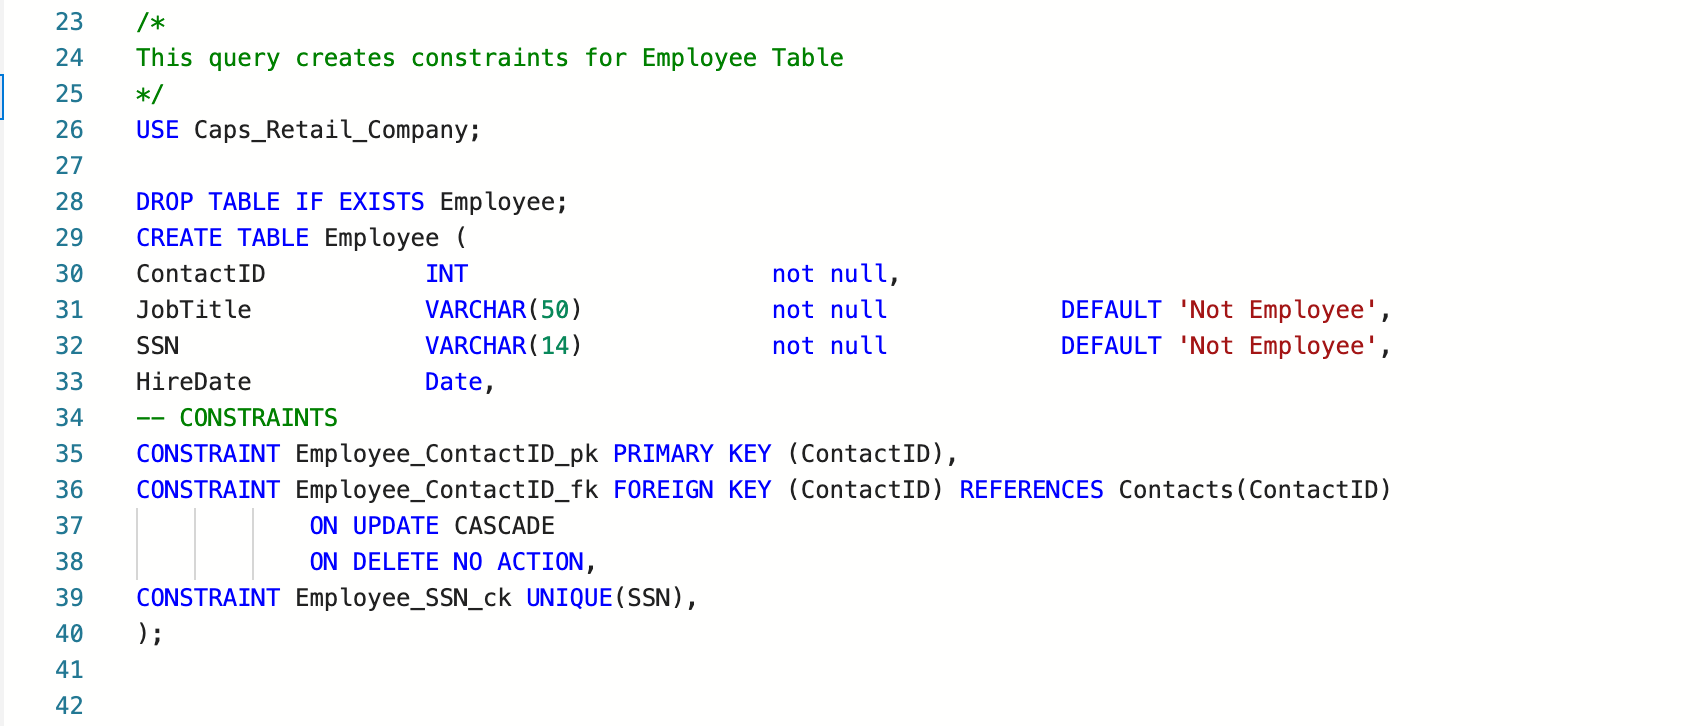 23 /*
24 This query creates constraints for Employee Table
25 */
26 USE Caps_Retail_Company;
27
28 DROP TABLE IF EXISTS Employee;
29 CREATE TABLE Employee (
30 ContactID INT not null,
31 JobTitle VARCHAR(50) not null DEFAULT 'Not Employee',
32 SSN VARCHAR(14) not null DEFAULT 'Not Employee',
33 HireDate Date,
34 -- CONSTRAINTS
35 CONSTRAINT Employee_ContactID_pk PRIMARY KEY (ContactID),
36 CONSTRAINT Employee_ContactID_fk FOREIGN KEY (ContactID) REFERENCES Contacts(ContactID)
37 ON UPDATE CASCADE
38 ON DELETE NO ACTION,
39 CONSTRAINT Employee_SSN_ck UNIQUE(SSN),
40 );
41
42